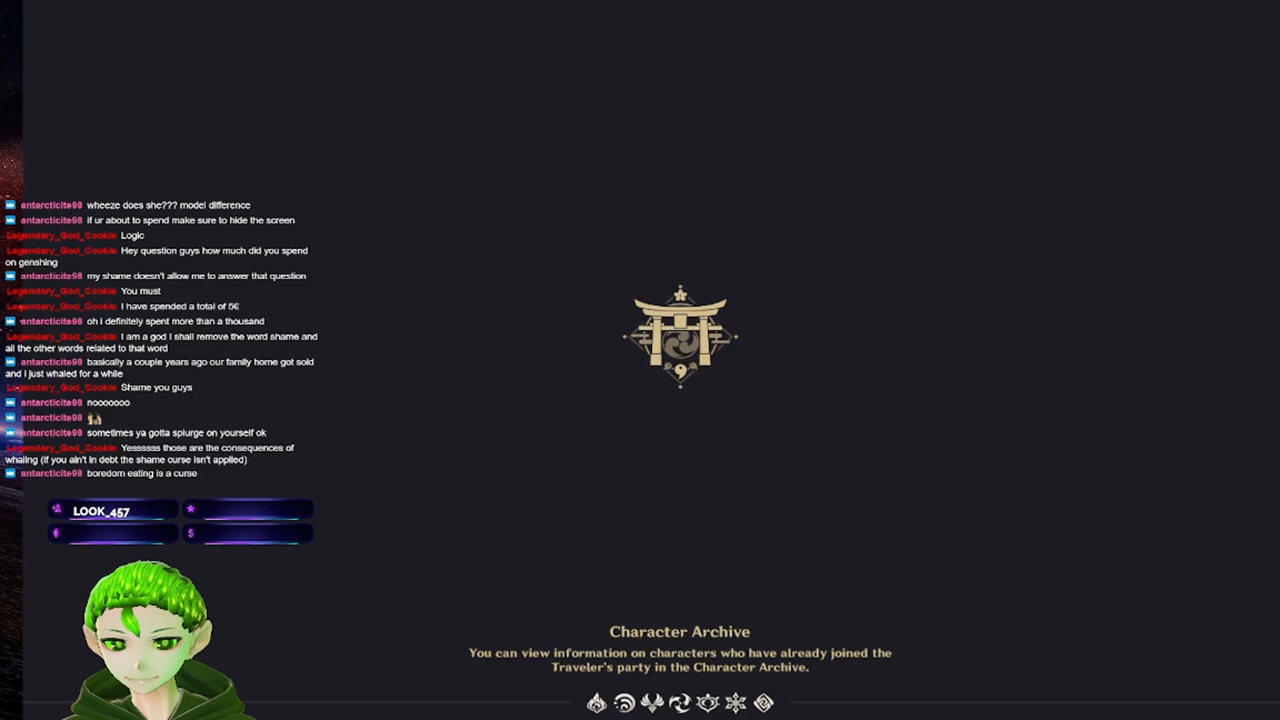 antarcticite98 wheeze does she??? model difference
antarcticite98 if ur about to spend make sure to hide the screen
Legendary_God_Cookie Logic
Legendary_God_Cookie Hey question guys how much did you spend
on genshing
antarcticite98 my shame doesn't allow me to answer that question
Legendary_God_Cookie You must
Legendary_God_Cookie I have spended a total of 5€
antarcticite98 oh i definitely spent more than a thousand
Legendary_God_Cookie I am a god I shall remove the word shame and
all the other words related to that word
antarcticite98 basically a couple years ago our family home got sold
and I just whaled for a while
Legendary_God_Cookie Shame you guys
antarcticite98 nooooooo
antarcticite98
antarcticite98 sometimes ya gotta splurge on yourself ok
Legendary_God_Cookie Yessssss those are the consequences of
whaling (if you ain't in debt the shame curse isn't applied)
antarcticite98 boredom eating is a curse
LOOK_457
Character Archive
You can view information on characters who have already joined the
Traveler's party in the Character Archive.